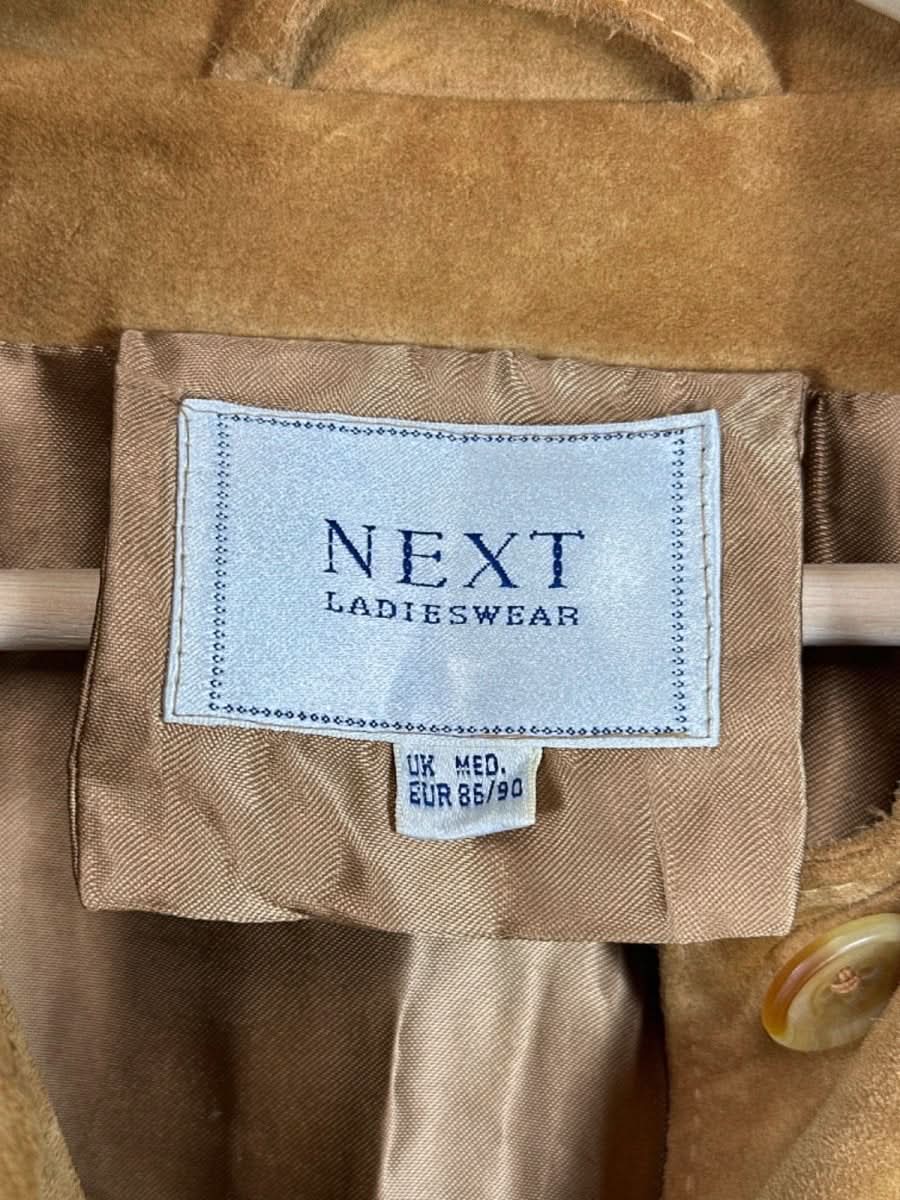 NEXT
LADIESWEAR
UK MED.
EUR 86/90